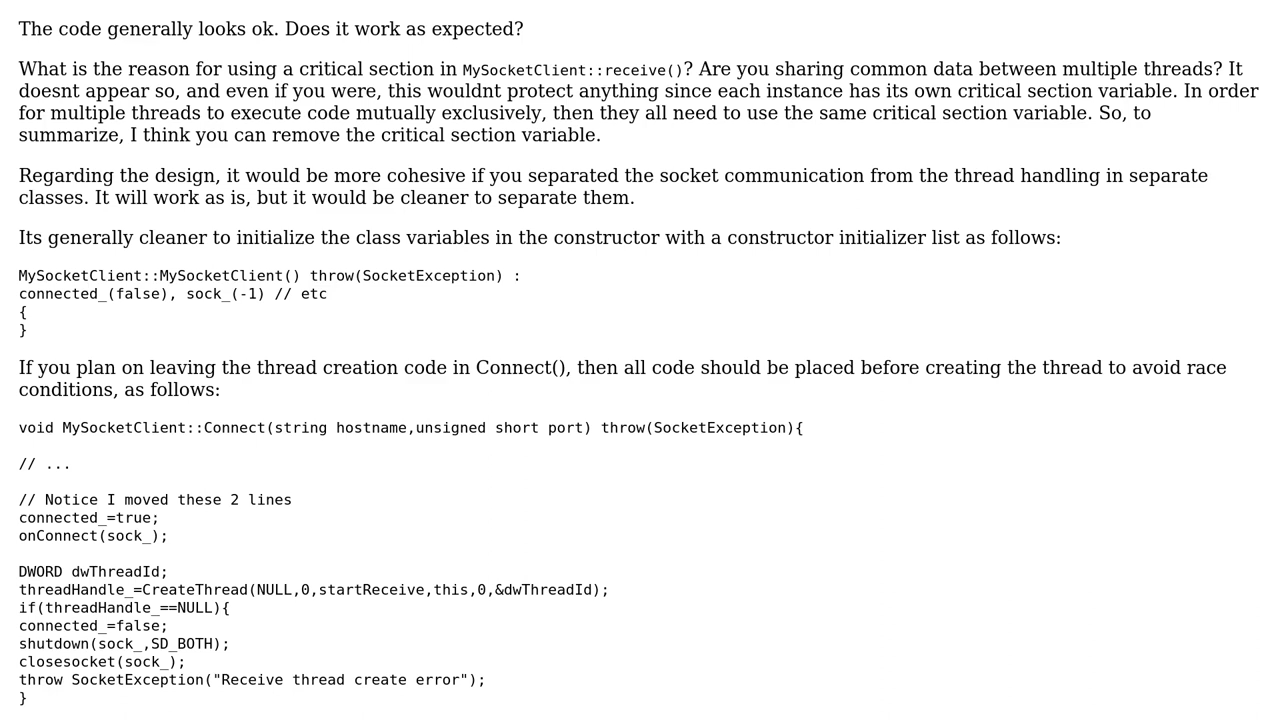 The code generally looks ok. Does it work as expected?
What is the reason for using a critical section in MySocketClient::receive()? Are you sharing common data between multiple threads? It
doesnt appear so, and even if you were, this wouldnt protect anything since each instance has its own critical section variable. In order
for multiple threads to execute code mutually exclusively, then they all need to use the same critical section variable. So, to
summarize, I think you can remove the critical section variable.
Regarding the design, it would be more cohesive if you separated the socket communication from the thread handling in separate
classes. It will work as is, but it would be cleaner to separate them.
Its generally cleaner to initialize the class variables in the constructor with a constructor initializer list as follows:
MySocketClient::MySocketClient() throw(SocketException) :
connected_(false), sock_(-1) // etc
{
}
If you plan on leaving the thread creation code in Connect(), then all code should be placed before creating the thread to avoid race
conditions, as follows:
void MySocketClient::Connect(string hostname,unsigned short port) throw(SocketException){
// ...
// Notice I moved these 2 lines
connected_=true;
onConnect(sock_);
DWORD dwThreadId;
threadHandle_=CreateThread(NULL,0,startReceive,this,0,&dwThreadId);
if(threadHandle_==NULL){
connected_=false;
shutdown(sock_,SD_BOTH);
closesocket(sock_);
throw SocketException("Receive thread create error");
}